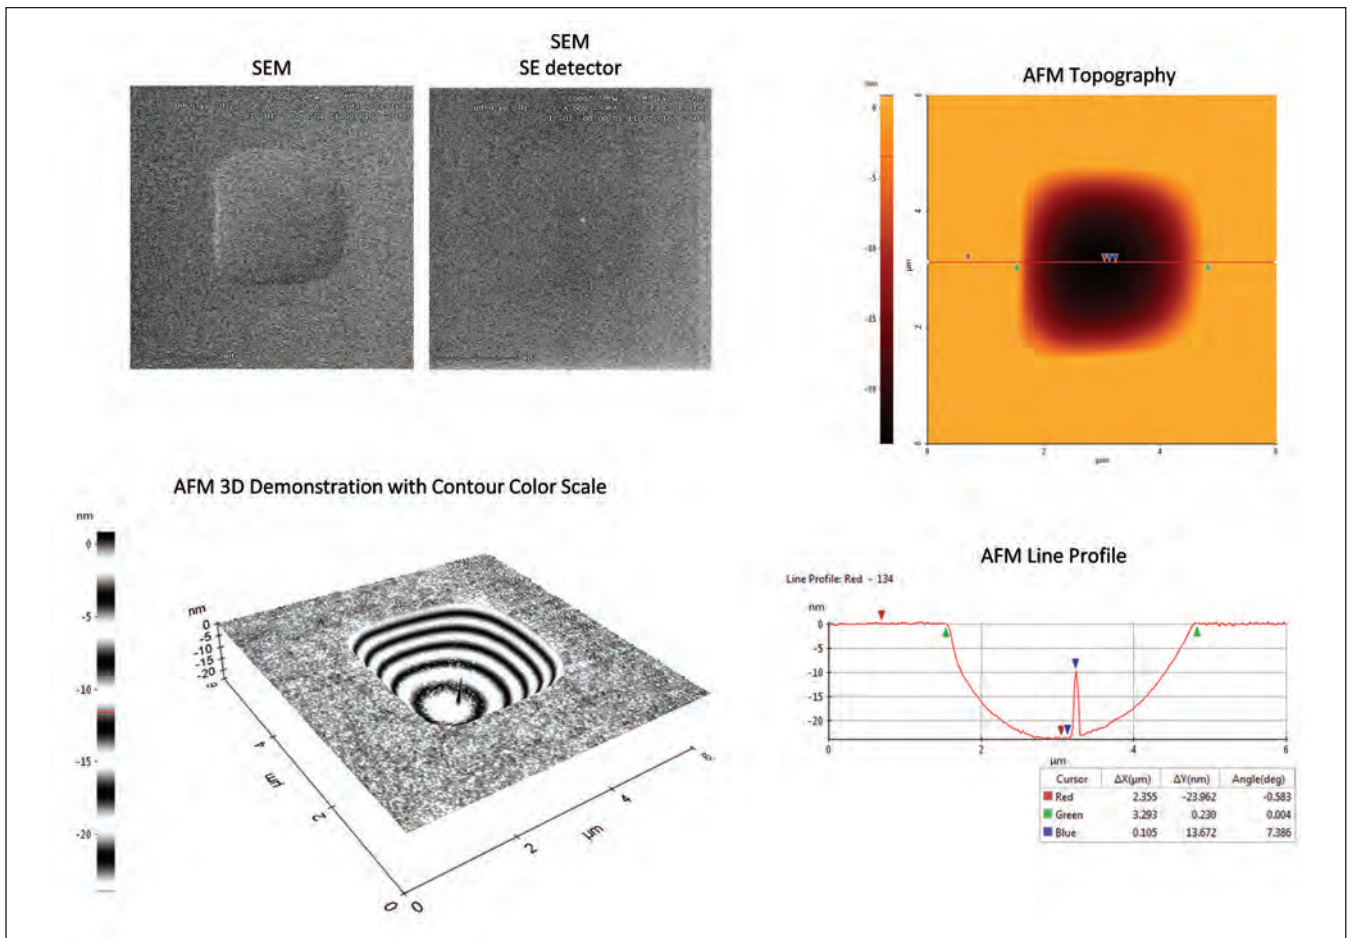 SEM
SEM
SE detector
AFM Topography
nm
0
-5
-10
-15
-20
6
4
2
0
µm
0
2
4
6
µm
AFM 3D Demonstration with Contour Color Scale
nm
0
-5
-10
-15
-20
nm
0
-5
-10
-15
-20
6
4
2
0
µm
0
2
4
6
µm
AFM Line Profile
Line Profile: Red - 134
nm
0
-5
-10
-15
-20
0
2
4
6
µm
Cursor ΔX(µm) ΔY(nm) Angle(deg)
Red 2.355 -23.962 -0.583
Green 3.293 0.230 0.004
Blue 0.105 13.672 7.386